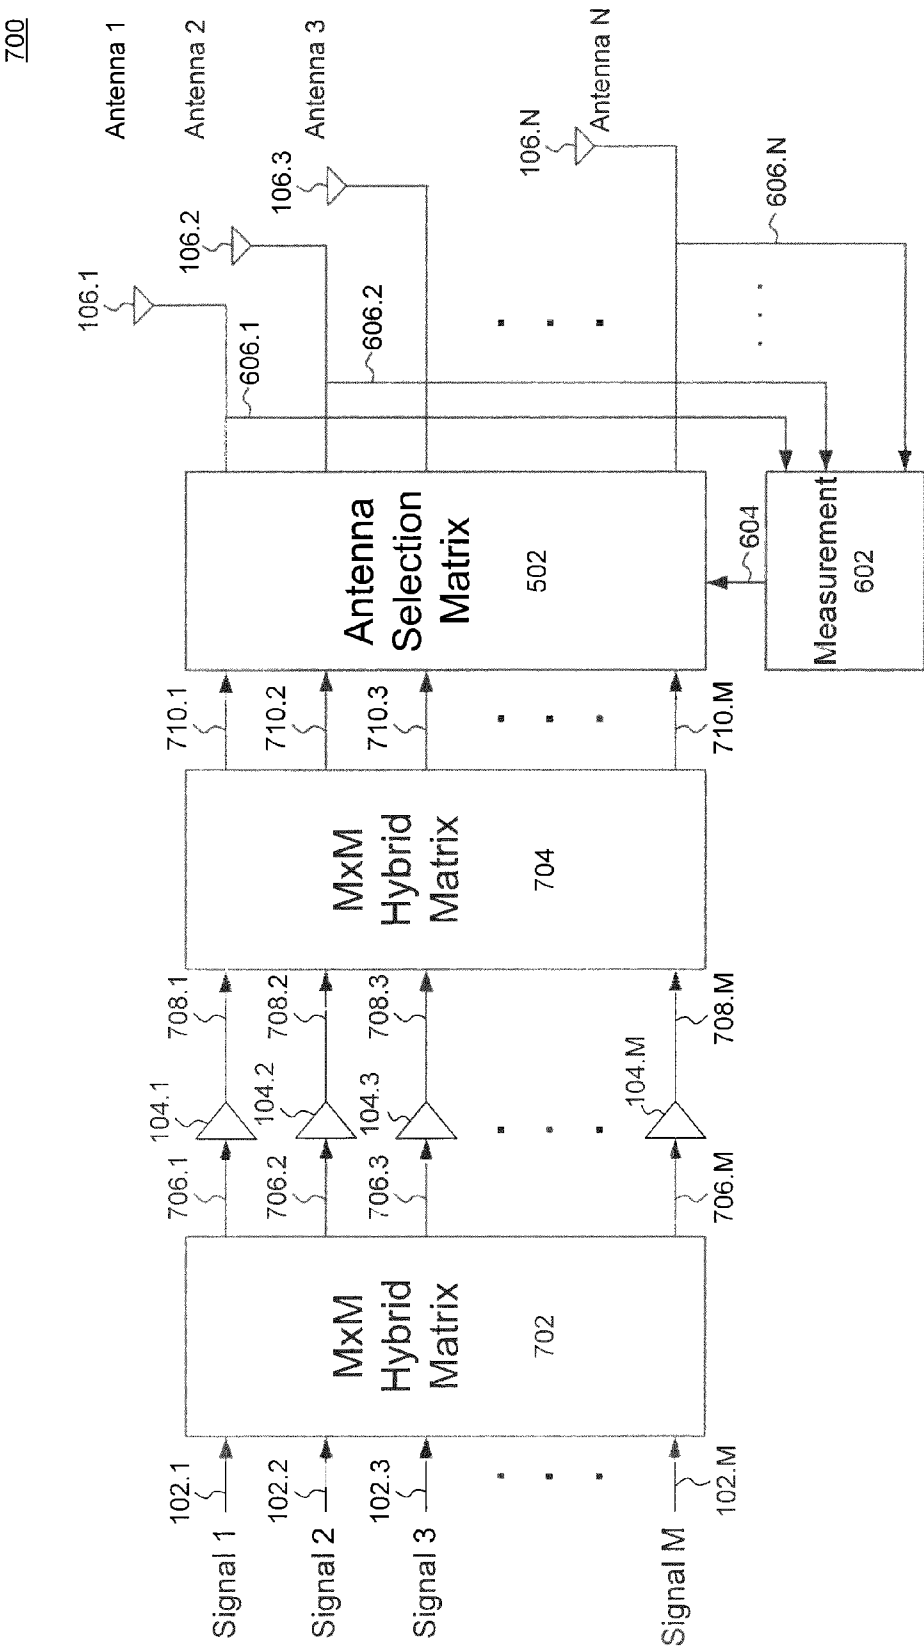 700
Antenna 1
Antenna 2
Antenna 3
Antenna N
106.1
106.2
106.3
106.N
606.1
606.2
606.N
Antenna
Selection
Matrix
502
604
Measurement
602
710.1
710.2
710.3
710.M
MxM
Hybrid
Matrix
704
708.1
708.2
708.3
708.M
104.1
104.2
104.3
104.M
706.1
706.2
706.3
706.M
MxM
Hybrid
Matrix
702
102.1
102.2
102.3
102.M
Signal 1
Signal 2
Signal 3
Signal M